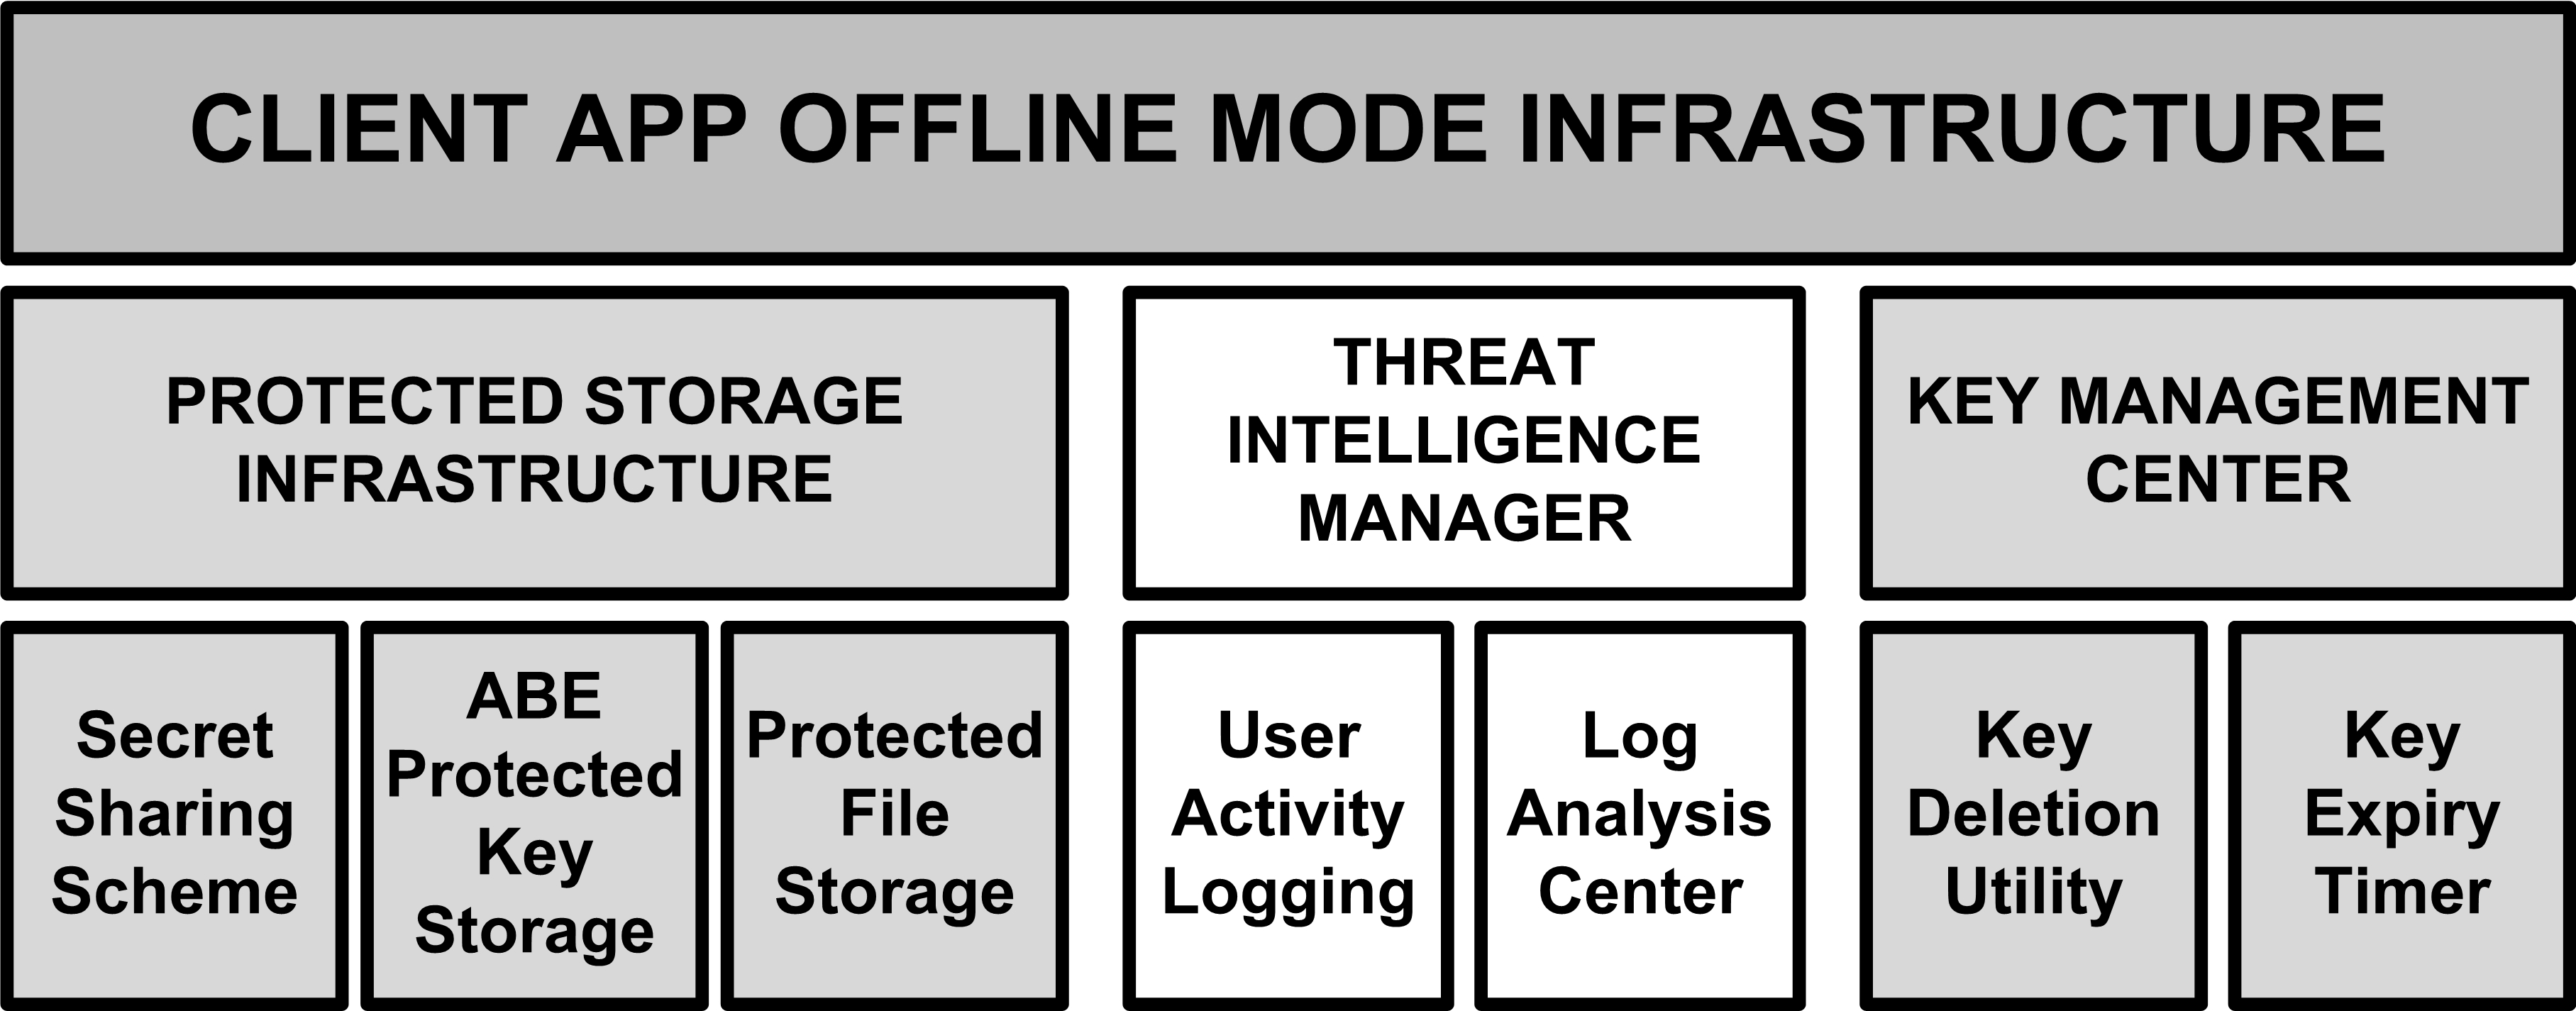 CLIENT APP OFFLINE MODE INFRASTRUCTURE
PROTECTED STORAGE
INFRASTRUCTURE
THREAT
INTELLIGENCE
MANAGER
KEY MANAGEMENT
CENTER
Secret
Sharing
Scheme
ABE
Protected
Key
Storage
Protected
File
Storage
User
Activity
Logging
Log
Analysis
Center
Key
Deletion
Utility
Key
Expiry
Timer